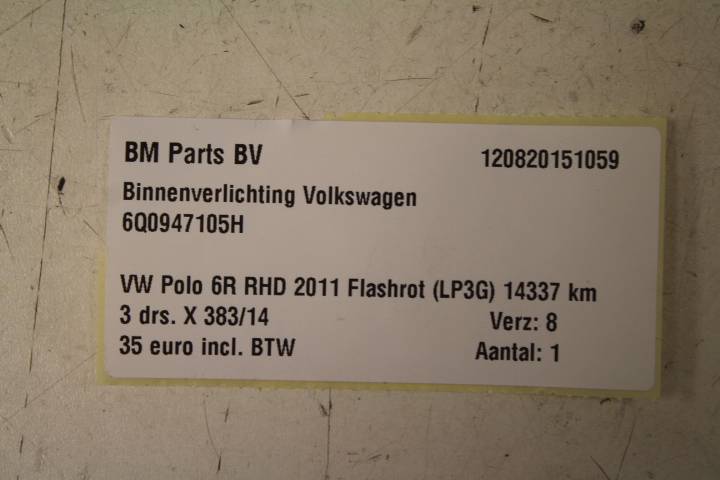 BM Parts BV 120820151059
Binnenverlichting Volkswagen
6Q0947105H
VW Polo 6R RHD 2011 Flashrot (LP3G) 14337 km
3 drs. X 383/14 Verz: 8
35 euro incl. BTW Aantal: 1